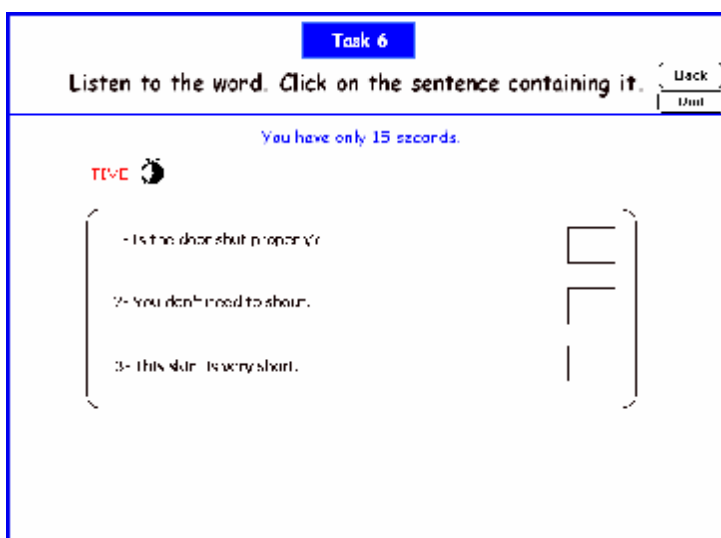 Task 6
Listen to the word. Click on the sentence containing it.
Back
You have only 15 seconds.
TIME
- Is the door shut properly?
2- You don't need to shout.
3- This skirt is very short.